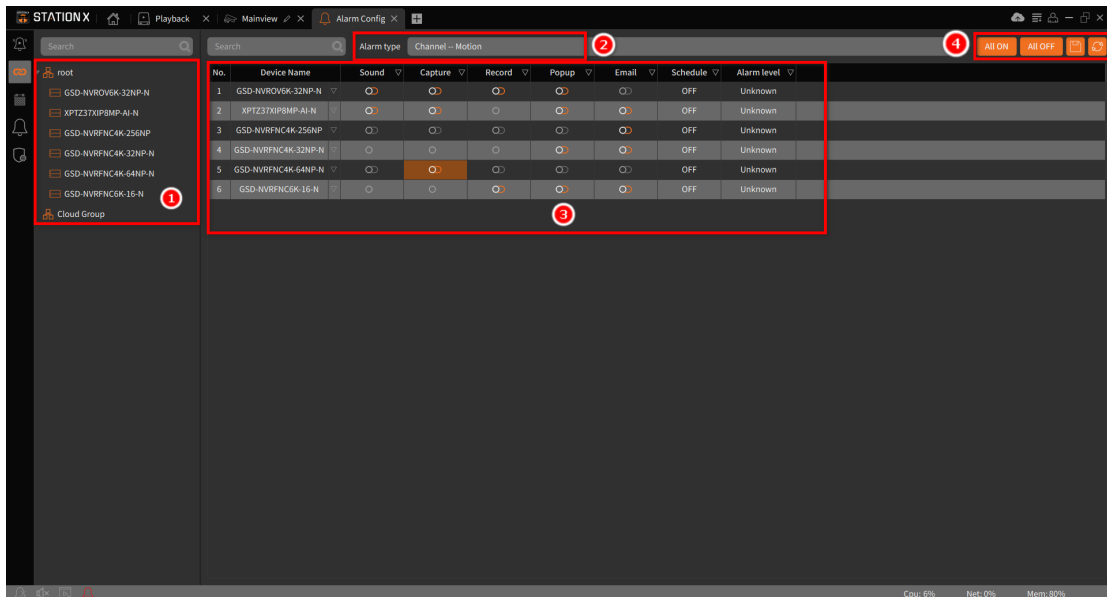 STATION X Playback Mainview Alarm Config
Search Search Alarm type Channel -- Motion 2 4 All ON All OFF
root
GSD-NVROV6K-32NP-N
XPTZ37XIP8MP-AI-N
GSD-NVRFNC4K-256NP
GSD-NVRFNC4K-32NP-N
GSD-NVRFNC4K-64NP-N
GSD-NVRFNC6K-16-N
1
Cloud Group
No. Device Name Sound Capture Record Popup Email Schedule Alarm level
1 GSD-NVROV6K-32NP-N OFF Unknown
2 XPTZ37XIP8MP-AI-N OFF Unknown
3 GSD-NVRFNC4K-256NP OFF Unknown
4 GSD-NVRFNC4K-32NP-N OFF Unknown
5 GSD-NVRFNC4K-64NP-N OFF Unknown
6 GSD-NVRFNC6K-16-N OFF Unknown
3
Cpu: 6% Net: 0% Mem: 80%